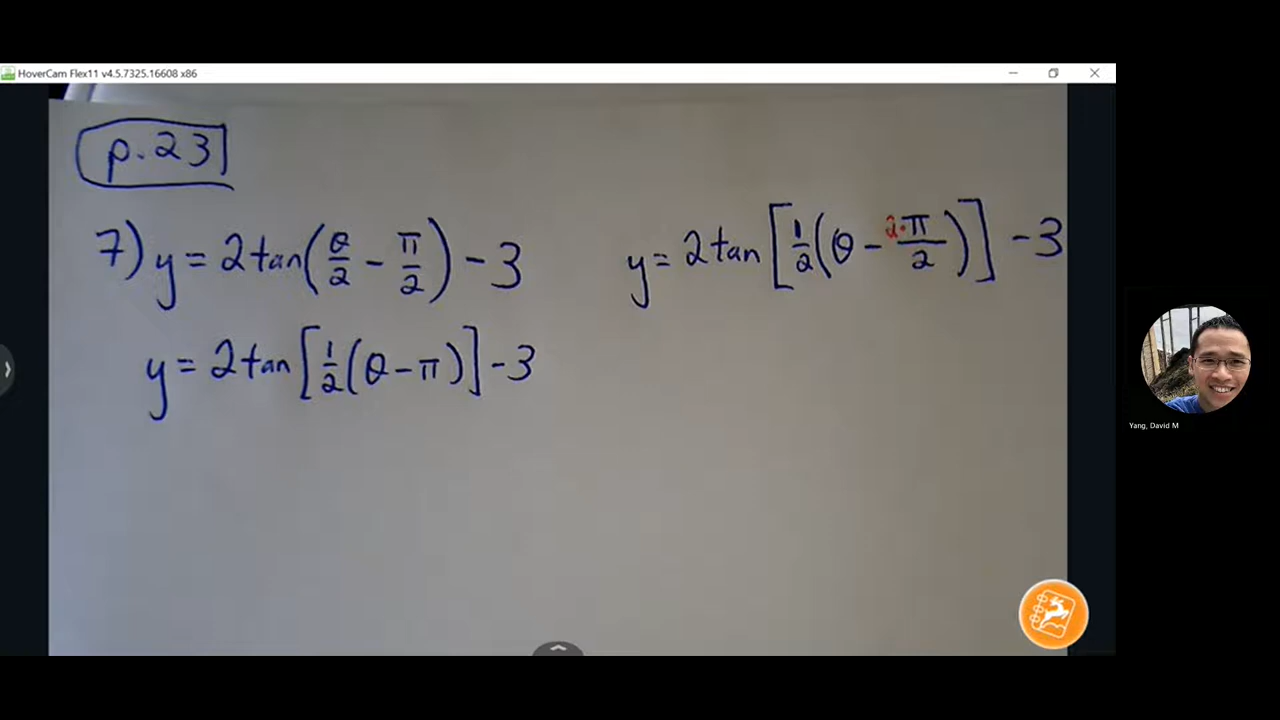 HoverCam Flex11 v4.5.7325.16608 x86
p.23
7) y = 2tan(θ/2 - π/2) - 3
y = 2tan[1/2(θ - 2·π/2)] - 3
y = 2tan[1/2(θ - π)] - 3
Yang, David M